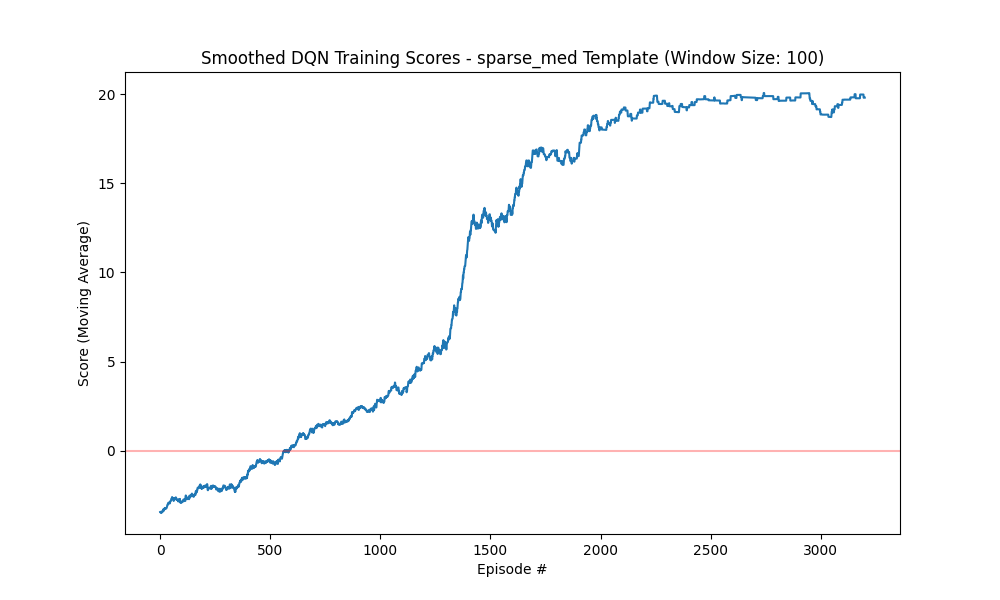 Smoothed DQN Training Scores - sparse_med Template (Window Size: 100)
Score (Moving Average)
20
15
10
5
0
0 500 1000 1500 2000 2500 3000
Episode #